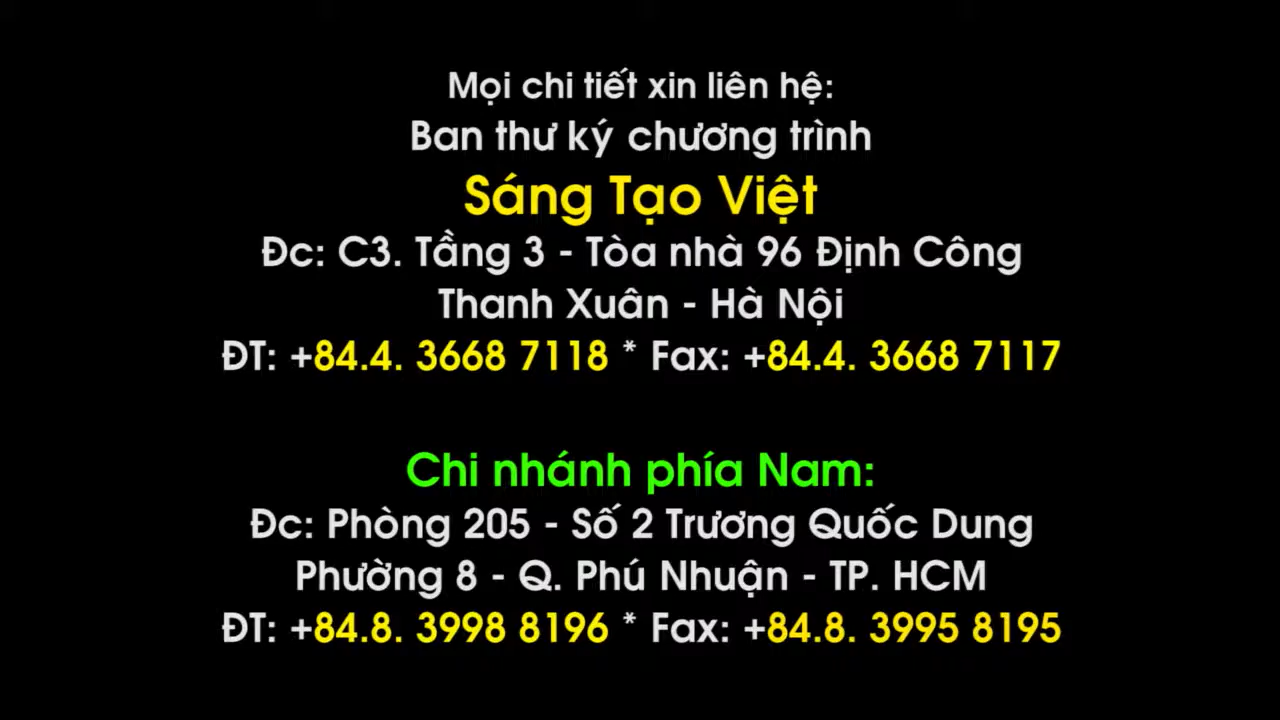 Mọi chi tiết xin liên hệ:
Ban thư ký chương trình
Sáng Tạo Việt
Đc: C3. Tầng 3 - Tòa nhà 96 Định Công
Thanh Xuân - Hà Nội
ĐT: +84.4. 3668 7118 * Fax: +84.4. 3668 7117
Chi nhánh phía Nam:
Đc: Phòng 205 - Số 2 Trương Quốc Dung
Phường 8 - Q. Phú Nhuận - TP. HCM
ĐT: +84.8. 3998 8196 * Fax: +84.8. 3995 8195